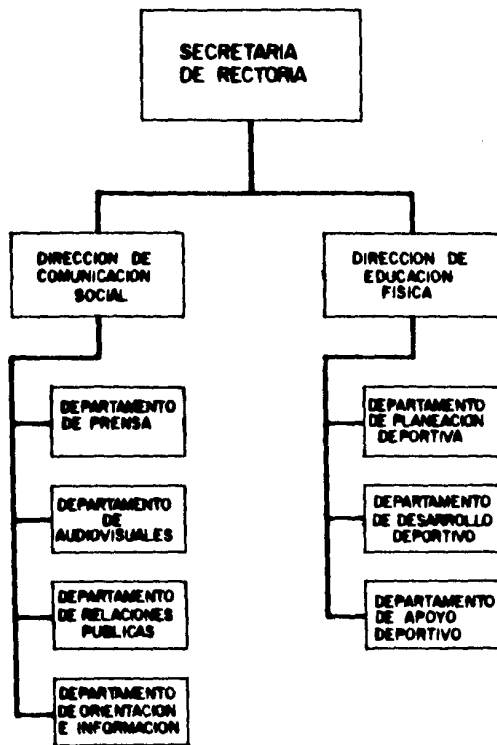 SECRETARIA
DE RECTORIA
DIRECCION DE
COMUNICACION
SOCIAL
DIRECCION DE
EDUCACION
FISICA
DEPARTAMENTO
DE PRENSA
DEPARTAMENTO
DE
AUDIOVISUALES
DEPARTAMENTO
DE RELACIONES
PUBLICAS
DEPARTAMENTO
DE ORIENTACION
E INFORMACION
DEPARTAMENTO
DE PLANEACION
DEPORTIVA
DEPARTAMENTO
DE DESARROLLO
DEPORTIVO
DEPARTAMENTO
DE APOYO
DEPORTIVO